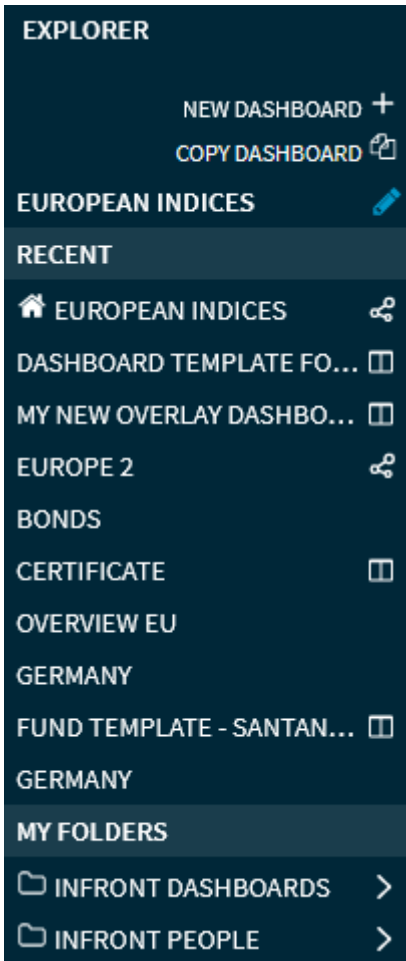 EXPLORER
NEW DASHBOARD
COPY DASHBOARD
EUROPEAN INDICES
RECENT
EUROPEAN INDICES
DASHBOARD TEMPLATE FO...
MY NEW OVERLAY DASHBO...
EUROPE 2
BONDS
CERTIFICATE
OVERVIEW EU
GERMANY
FUND TEMPLATE - SANTAN...
GERMANY
MY FOLDERS
INFRONT DASHBOARDS
INFRONT PEOPLE